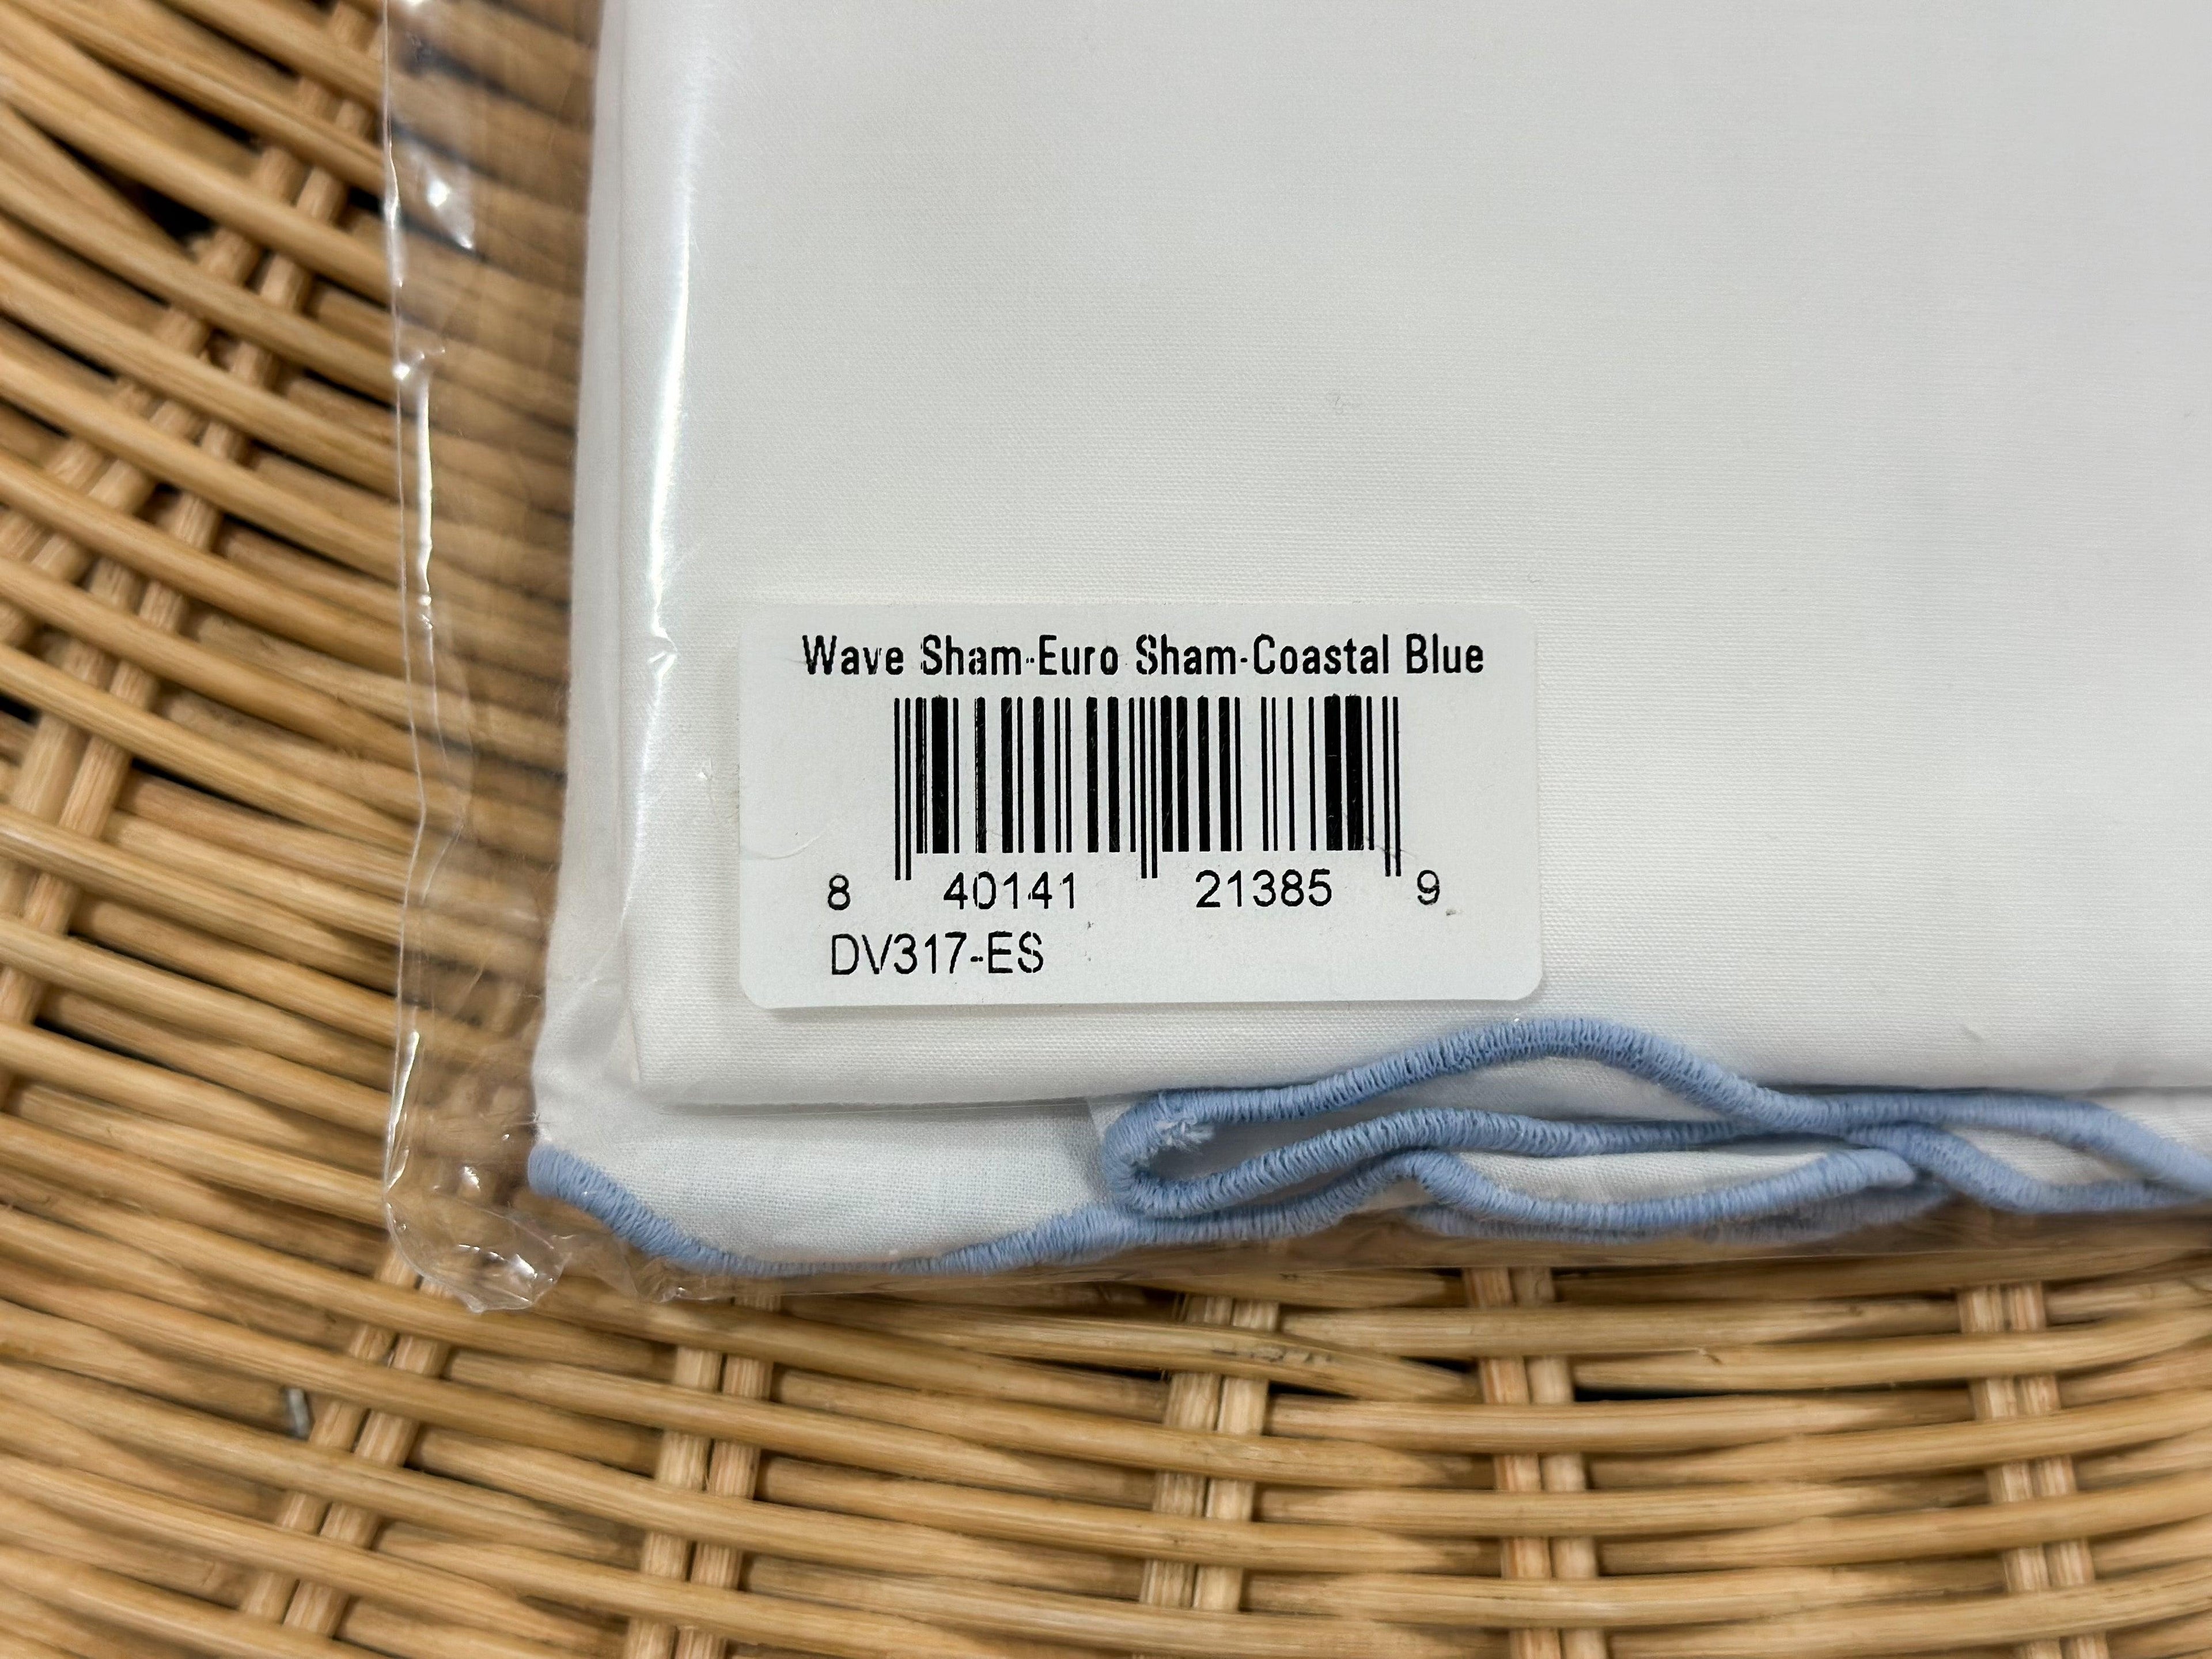 Wave Sham-Euro Sham-Coastal Blue
8 40141 21385 9
DV317-ES